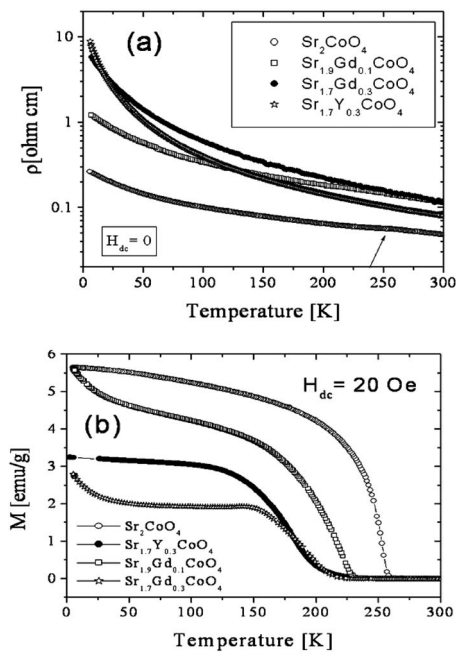 (a)
Sr₂CoO₄
Sr₁.₉Gd₀.₁CoO₄
Sr₁.₇Gd₀.₃CoO₄
Sr₁.₇Y₀.₃CoO₄
10
1
0.1
ρ[ohm cm]
H_dc= 0
0 50 100 150 200 250 300
Temperature [K]
6
5
4
3
2
1
0
M [emu/g]
H_dc= 20 Oe
(b)
Sr₂CoO₄
Sr₁.₇Y₀.₃CoO₄
Sr₁.₉Gd₀.₁CoO₄
Sr₁.₇Gd₀.₃CoO₄
0 50 100 150 200 250 300
Temperature [K]